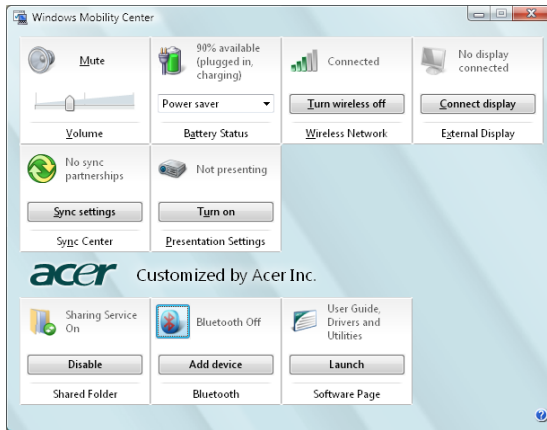 Windows Mobility Center
Mute
Volume
90% available
(plugged in,
charging)
Power saver
Battery Status
Connected
Turn wireless off
Wireless Network
No display
connected
Connect display
External Display
No sync
partnerships
Sync settings
Sync Center
Not presenting
Turn on
Presentation Settings
acer Customized by Acer Inc.
Sharing Service
On
Disable
Shared Folder
Bluetooth Off
Add device
Bluetooth
User Guide,
Drivers and
Utilities
Launch
Software Page